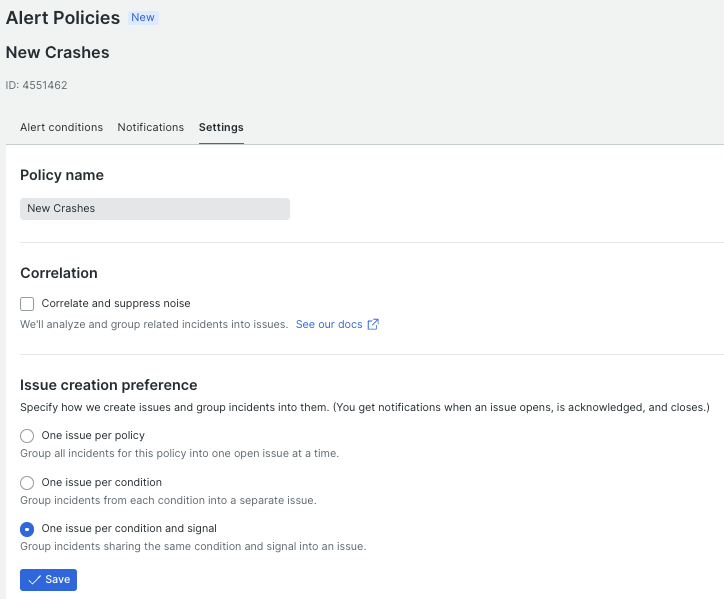 Alert Policies New
New Crashes
ID: 4551462
Alert conditions Notifications Settings
Policy name
New Crashes
Correlation
Correlate and suppress noise
We'll analyze and group related incidents into issues. See our docs
Issue creation preference
Specify how we create issues and group incidents into them. (You get notifications when an issue opens, is acknowledged, and closes.)
One issue per policy
Group all incidents for this policy into one open issue at a time.
One issue per condition
Group incidents from each condition into a separate issue.
One issue per condition and signal
Group incidents sharing the same condition and signal into an issue.
Save